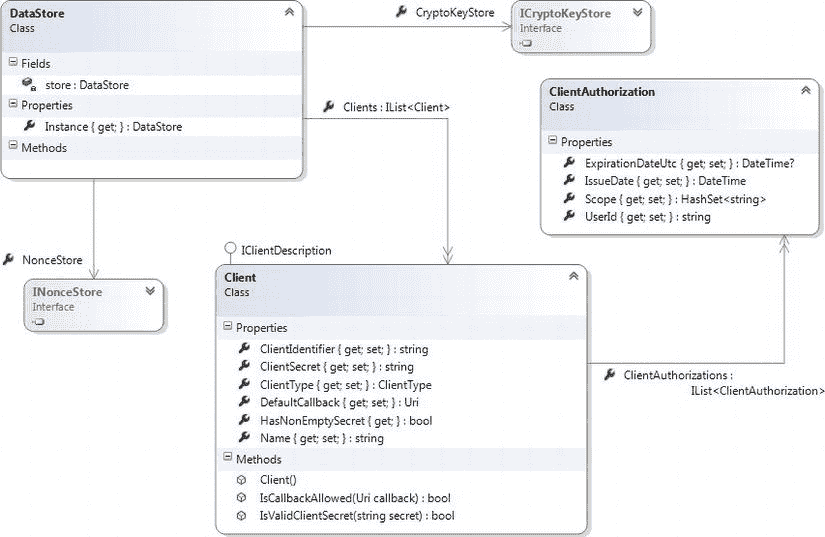 DataStore
Class
Fields
store : DataStore
Properties
Instance { get; } : DataStore
Methods
CryptoKeyStore
ICryptoKeyStore
Interface
Clients : IList<Client>
ClientAuthorization
Class
Properties
ExpirationDateUtc { get; set; } : DateTime?
IssueDate { get; set; } : DateTime
Scope { get; set; } : HashSet<string>
UserId { get; set; } : string
NonceStore
INonceStore
Interface
IClientDescription
Client
Class
Properties
ClientIdentifier { get; set; } : string
ClientSecret { get; set; } : string
ClientType { get; set; } : ClientType
DefaultCallback { get; set; } : Uri
HasNonEmptySecret { get; } : bool
Name { get; set; } : string
Methods
Client()
IsCallbackAllowed(Uri callback) : bool
IsValidClientSecret(string secret) : bool
ClientAuthorizations :
IList<ClientAuthorization>